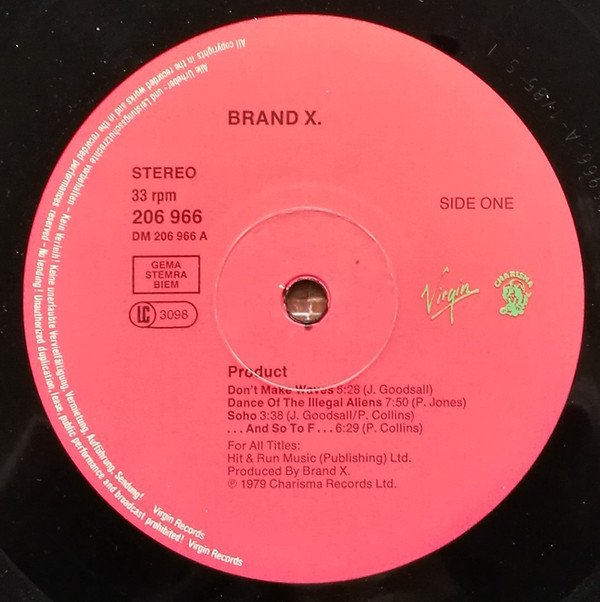 BRAND X.
STEREO
33 rpm
206 966
DM 206 966 A
SIDE ONE
GEMA
STEMRA
BIEM
LC 3098
Virgin
CHARISMA
Product
Don't Make Waves 5:28 (J. Goodsall)
Dance Of The Illegal Aliens 7:50 (P. Jones)
Soho 3:38 (J. Goodsall/P. Collins)
. . . And So To F . . . 6:29 (P. Collins)
For All Titles:
Hit & Run Music (Publishing) Ltd.
Produced By Brand X.
℗ 1979 Charisma Records Ltd.
Alle Urheber- und Leistungsschutzrechte vorbehalten – Kein Verleih! Keine unerlaubte Vervielfältigung, Vermietung, Aufführung, Sendung! Virgin Records
All copyrights in the recorded works and in the recorded performances reserved – No lending! Unauthorized duplication, lease, public performance and broadcast prohibited! Virgin Records